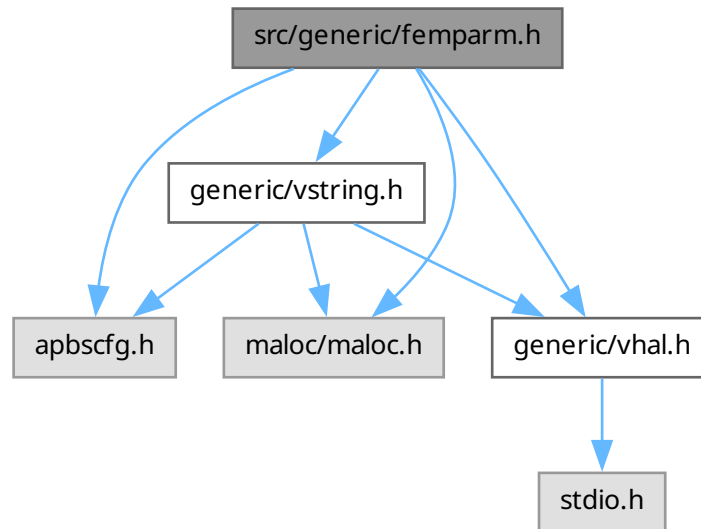 src/generic/femparm.h
generic/vstring.h
apbscfg.h
maloc/maloc.h
generic/vhal.h
stdio.h